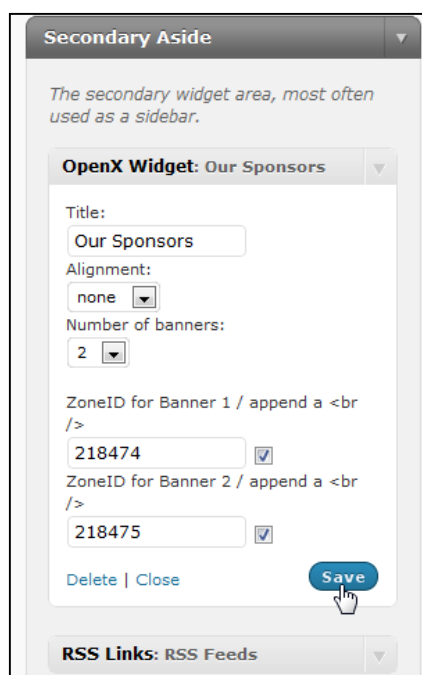 Secondary Aside
The secondary widget area, most often
used as a sidebar.
OpenX Widget: Our Sponsors
Title:
Our Sponsors
Alignment:
none
Number of banners:
2
ZoneID for Banner 1 / append a <br
/>
218474
ZoneID for Banner 2 / append a <br
/>
218475
Delete | Close
Save
RSS Links: RSS Feeds